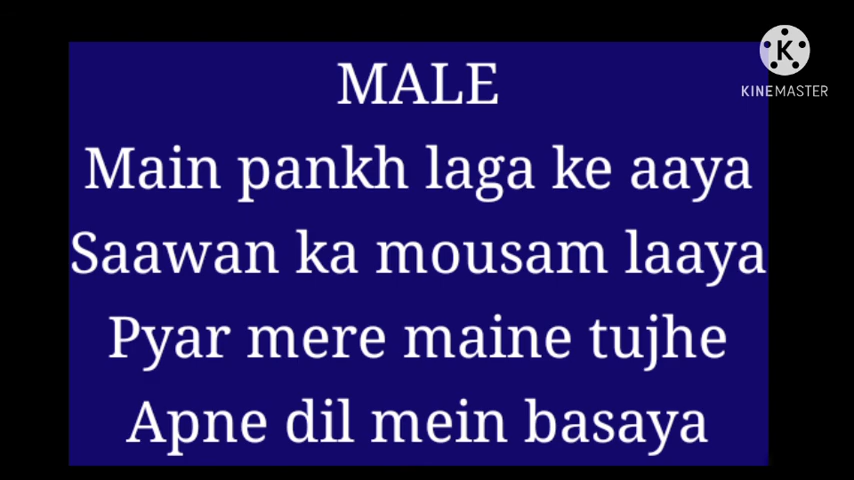 MALE
K
KINEMASTER
Main pankh laga ke aaya
Saawan ka mousam laaya
Pyar mere maine tujhe
Apne dil mein basaya